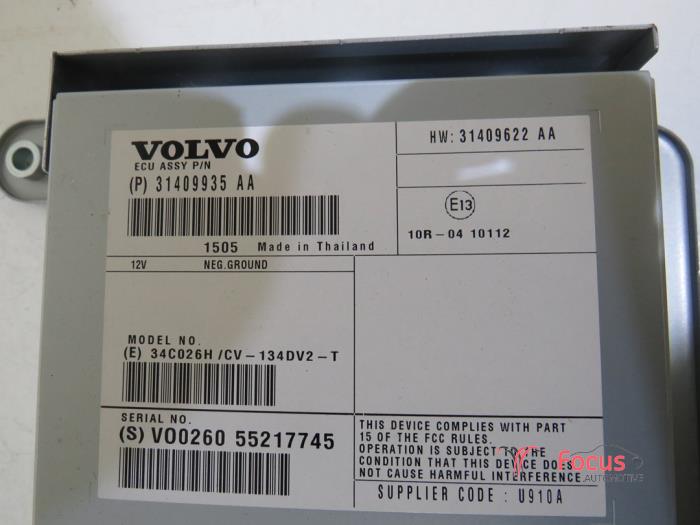 VOLVO
ECU ASSY P/N
(P) 31409935 AA
1505 Made in Thailand
HW: 31409622 AA
E13
10R-04 10112
12V NEG.GROUND
MODEL NO.
(E) 34C026H/CV-134DV2-T
SERIAL NO.
(S) VO0260 55217745
THIS DEVICE COMPLIES WITH PART
15 OF THE FCC RULES.
OPERATION IS SUBJECT TO THE
CONDITION THAT THIS DEVICE DOES
NOT CAUSE HARMFUL INTERFERENCE.
SUPPLIER CODE : U910A
Focus
AUTOMOTIVE